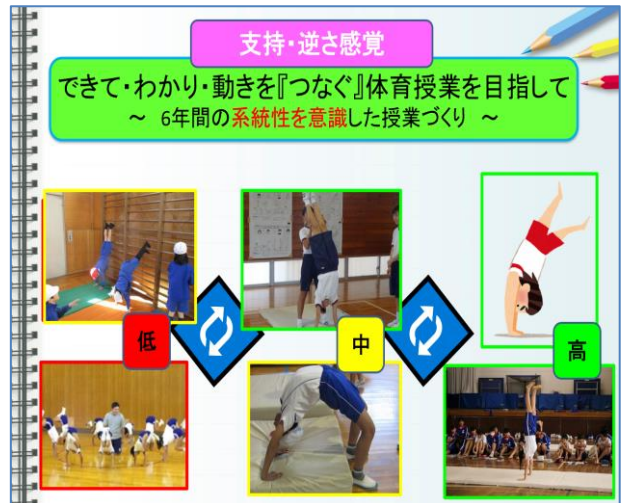 支持・逆さ感覚
できて・わかり・動きを『つなぐ』体育授業を目指して
～ 6年間の系統性を意識した授業づくり ～
低
中
高